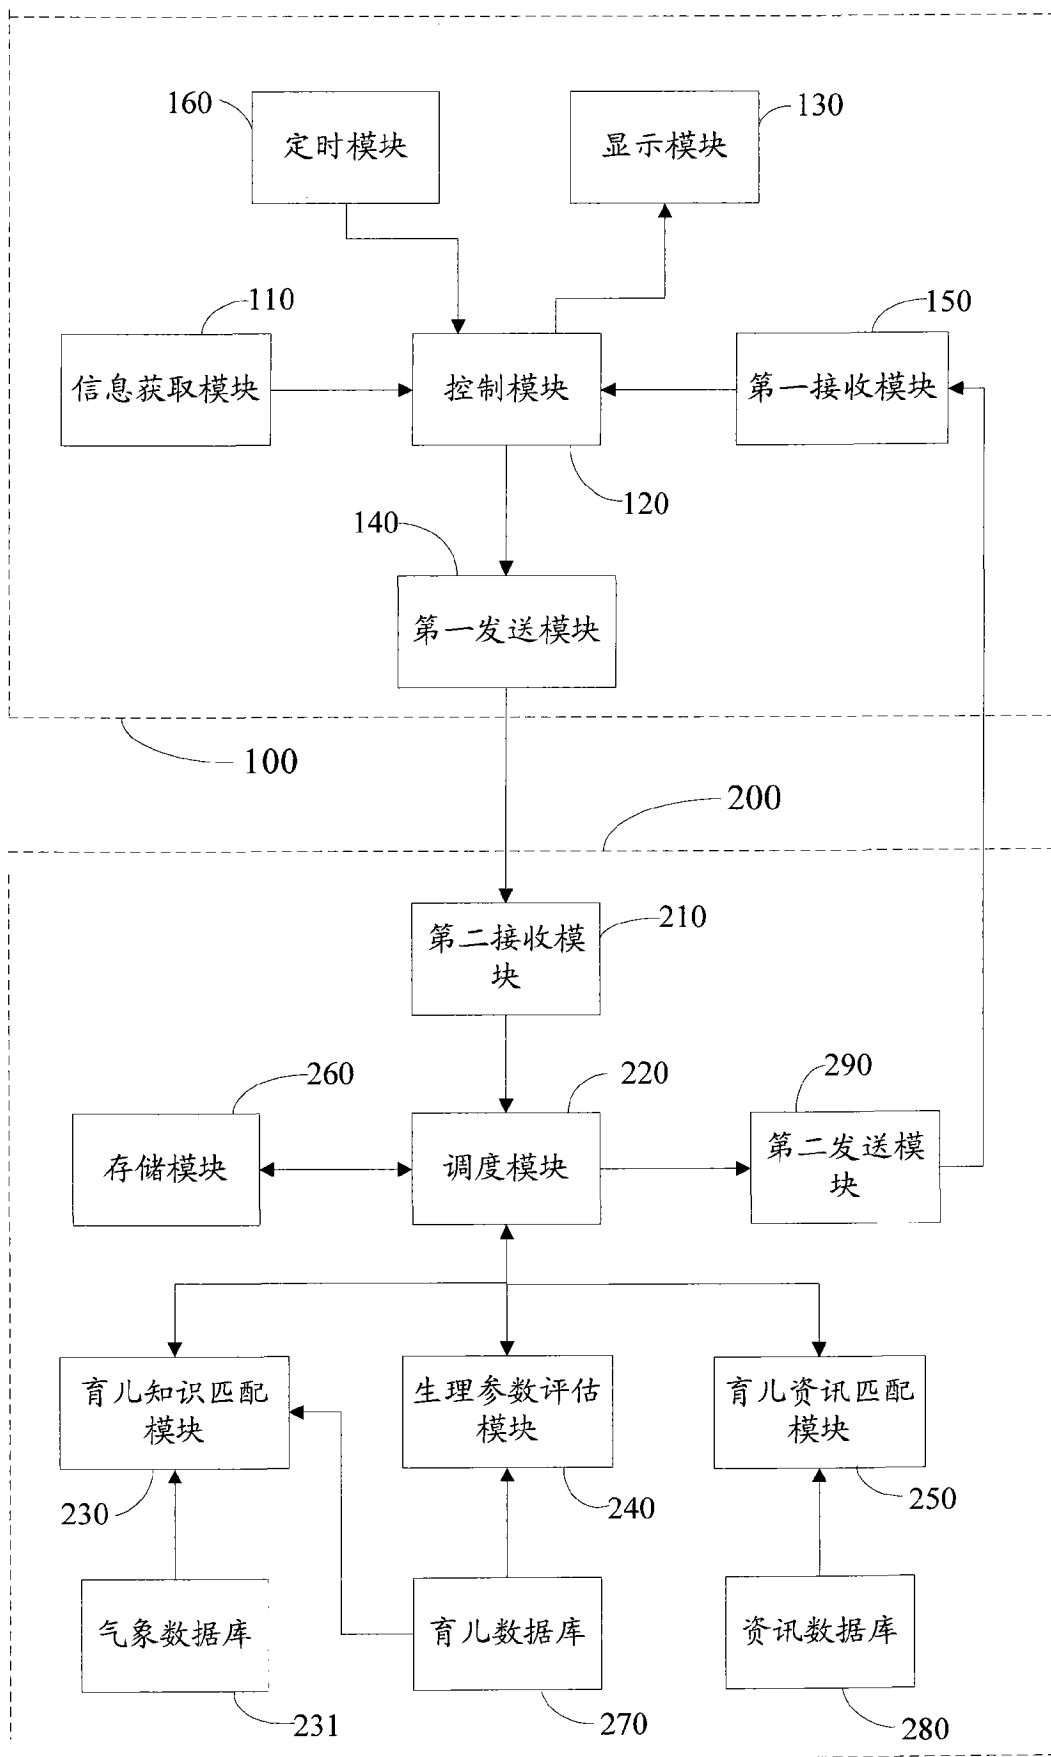 160
定时模块
130
显示模块
110
信息获取模块
控制模块
150
第一接收模块
120
140
第一发送模块
100
200
第二接收模
块
210
260
存储模块
220
调度模块
290
第二发送模
块
育儿知识匹配
模块
230
生理参数评估
模块
240
育儿资讯匹配
模块
250
气象数据库
231
育儿数据库
270
资讯数据库
280